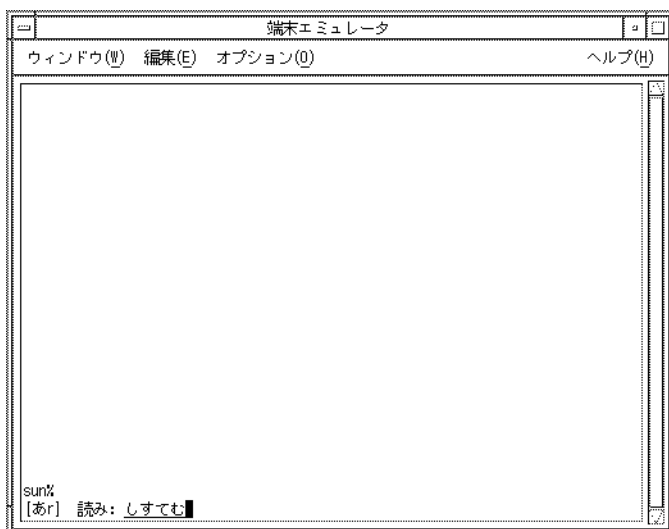 端末エミュレータ
ウィンドウ(W) 編集(E) オプション(O) ヘルプ(H)
sun%
[あr] 読み: しすてむ